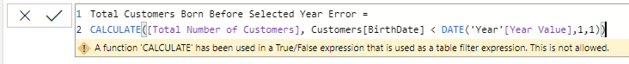 1 Total Customers Born Before Selected Year Error =
2 CALCULATE([Total Number of Customers], Customers[BirthDate] < DATE('Year'[Year Value],1,1))
A function 'CALCULATE' has been used in a True/False expression that is used as a table filter expression. This is not allowed.